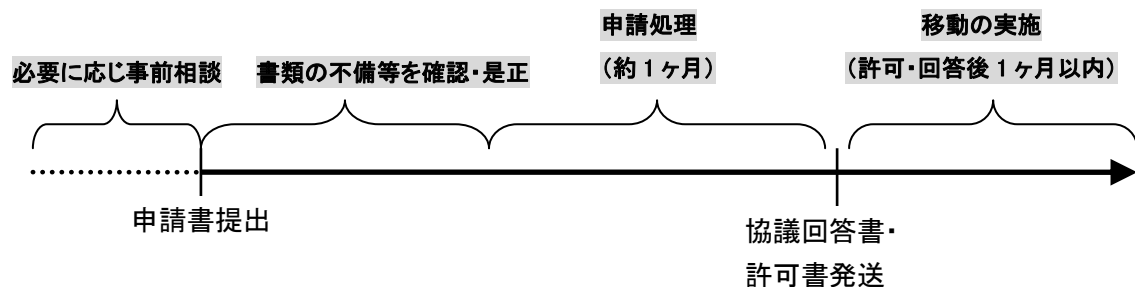 必要に応じ事前相談
書類の不備等を確認・是正
申請処理
（約１ヶ月）
移動の実施
（許可・回答後１ヶ月以内）
申請書提出
協議回答書・
許可書発送